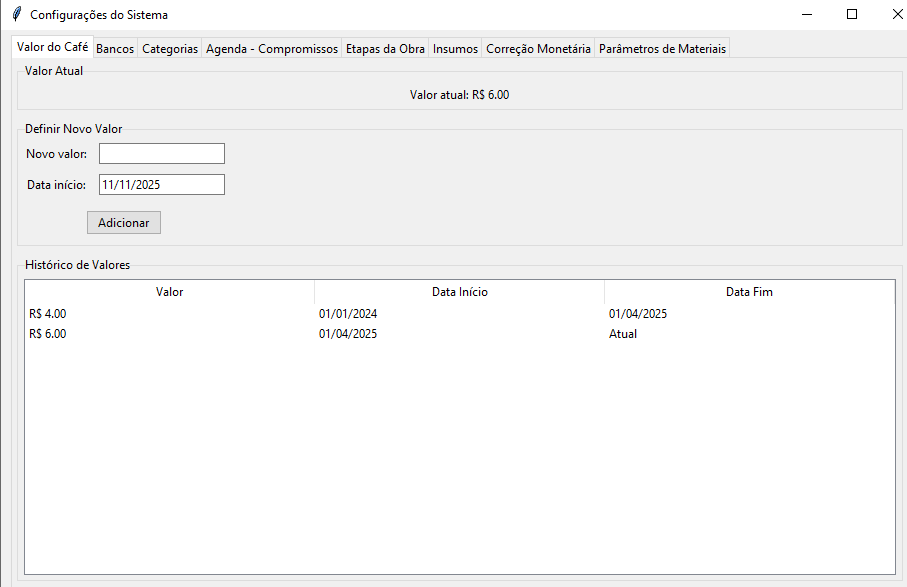 Configurações do Sistema
Valor do Café Bancos Categorias Agenda - Compromissos Etapas da Obra Insumos Correção Monetária Parâmetros de Materiais
Valor Atual
Valor atual: R$ 6.00
Definir Novo Valor
Novo valor:
Data início: 11/11/2025
Adicionar
Histórico de Valores
Valor Data Início Data Fim
R$ 4.00 01/01/2024 01/04/2025
R$ 6.00 01/04/2025 Atual